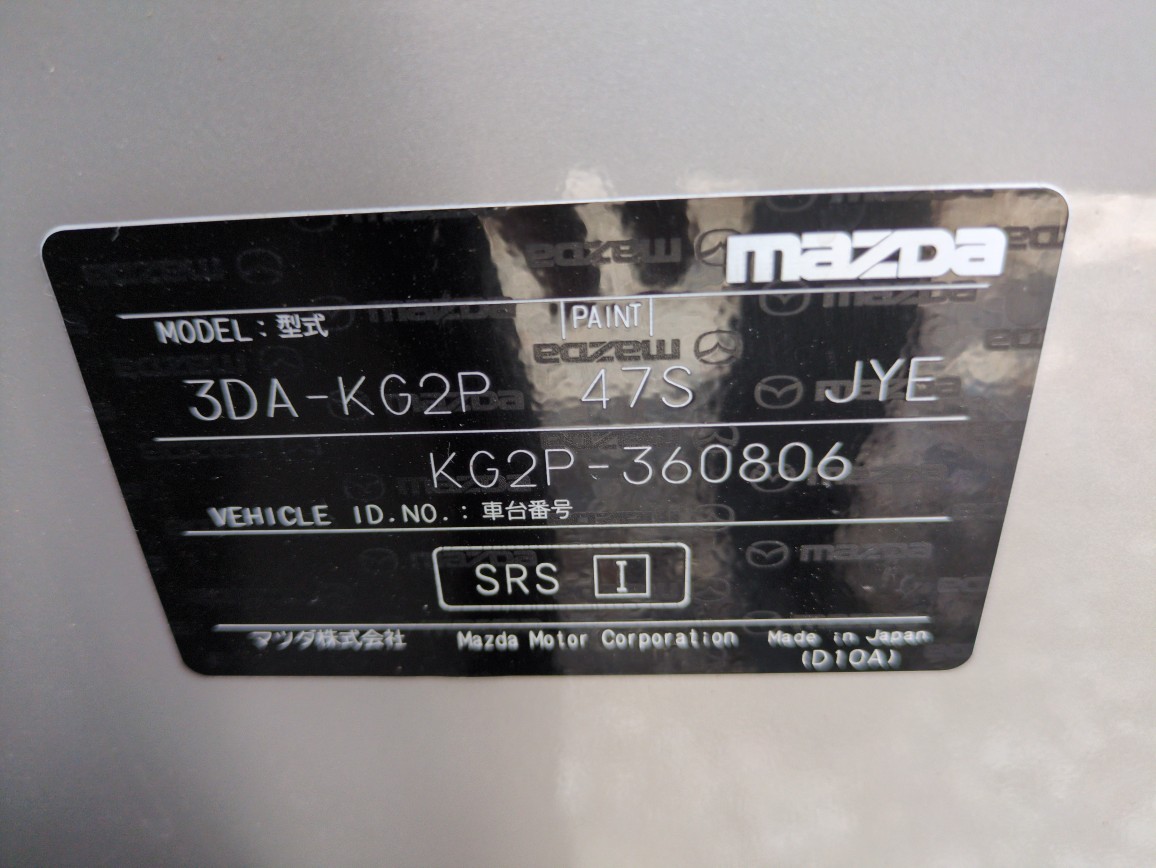 mazda
MODEL : 型式 PAINT
3DA-KG2P 47S JYE
KG2P-360806
VEHICLE ID.NO. : 車台番号
SRS I
マツダ株式会社 Mazda Motor Corporation Made in Japan
(D10A)